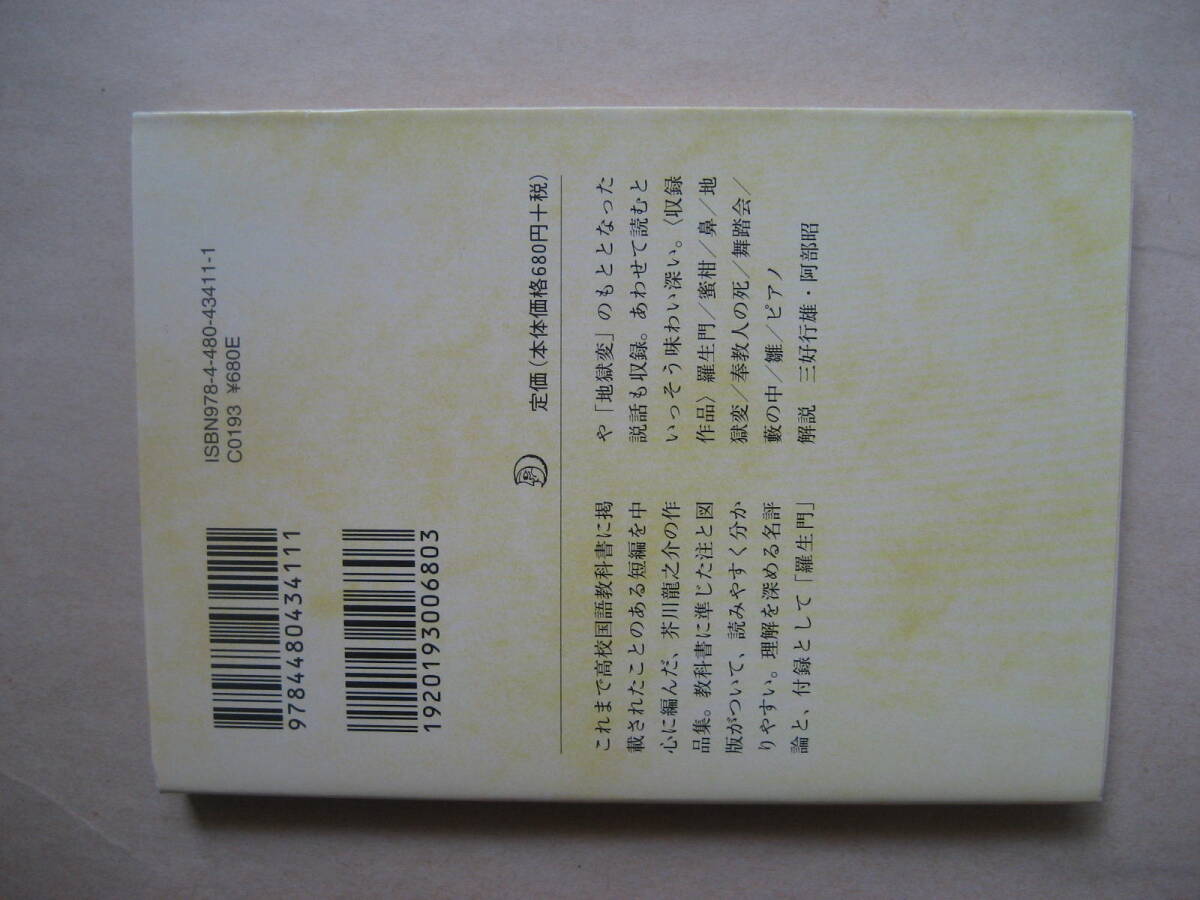 9784480434111
1920193006803
ISBN978-4-480-43411-1
C0193 ¥680E
定価(本体価格680円+税)
これまで高校国語教科書に掲
載されたことのある短編を中
心に編んだ、芥川龍之介の作
品集。教科書に準じた注と図
版がついて、読みやすく分か
りやすい。理解を深める名評
論と、付録として「羅生門」
や「地獄変」のもととなった
説話も収録。あわせて読むと
いっそう味わい深い。〈収録
作品〉羅生門/蜜柑/鼻/地
獄変/奉教人の死/舞踏会/
藪の中/雛/ピアノ
解説 三好行雄・阿部昭